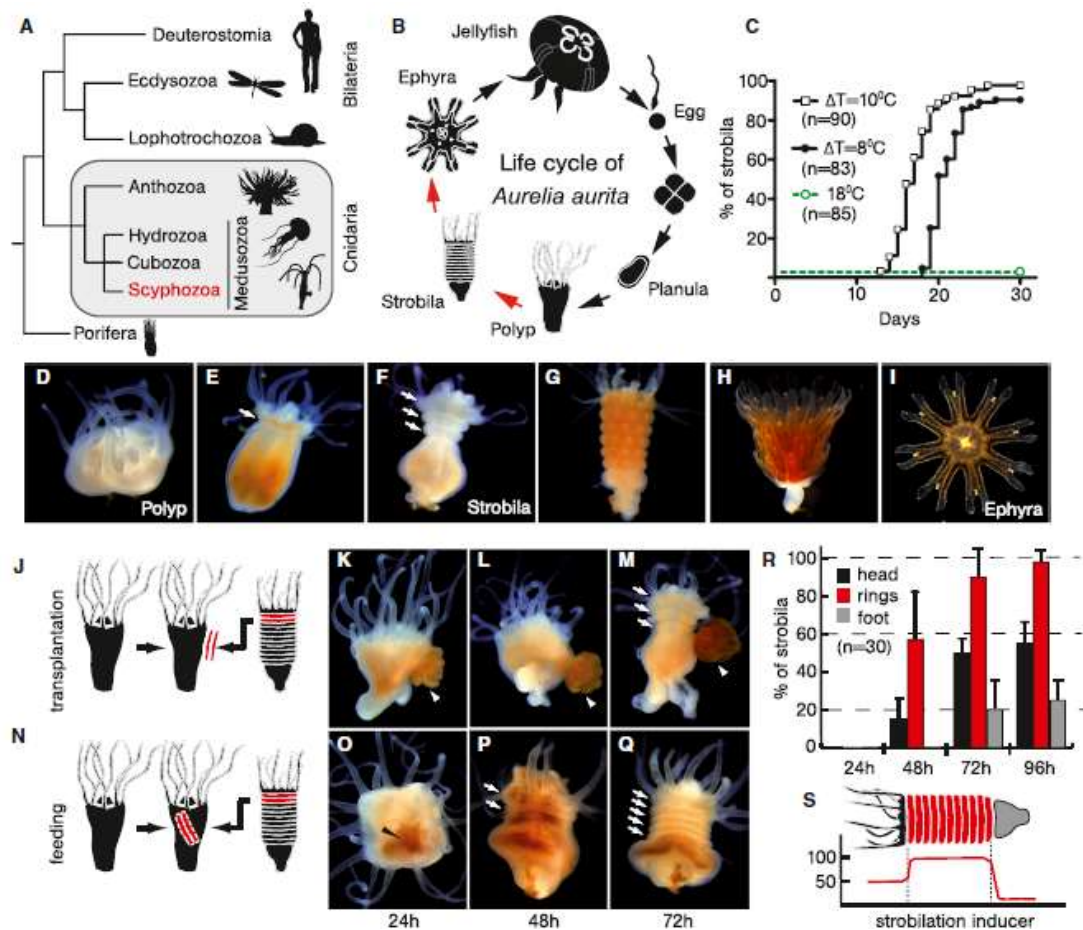 A
Deuterostomia
Ecdysozoa
Lophotrochozoa
Bilateria
Anthozoa
Hydrozoa
Cubozoa
Scyphozoa
Medusozoa
Cnidaria
Porifera
B
Jellyfish
Ephyra
Egg
Life cycle of
Aurelia aurita
Strobila
Planula
Polyp
C
% of strobila
100
80
60
40
20
ΔT=10⁰C
(n=90)
ΔT=8⁰C
(n=83)
18⁰C
(n=85)
0 10 20 30
Days
D
Polyp
E
F
Strobila
G
H
I
Ephyra
J
transplantation
K
L
M
N
feeding
O
P
Q
24h 48h 72h
R
% of strobila
100
80
60
40
20
0
head
rings
foot
(n=30)
24h 48h 72h 96h
S
100
50
strobilation inducer